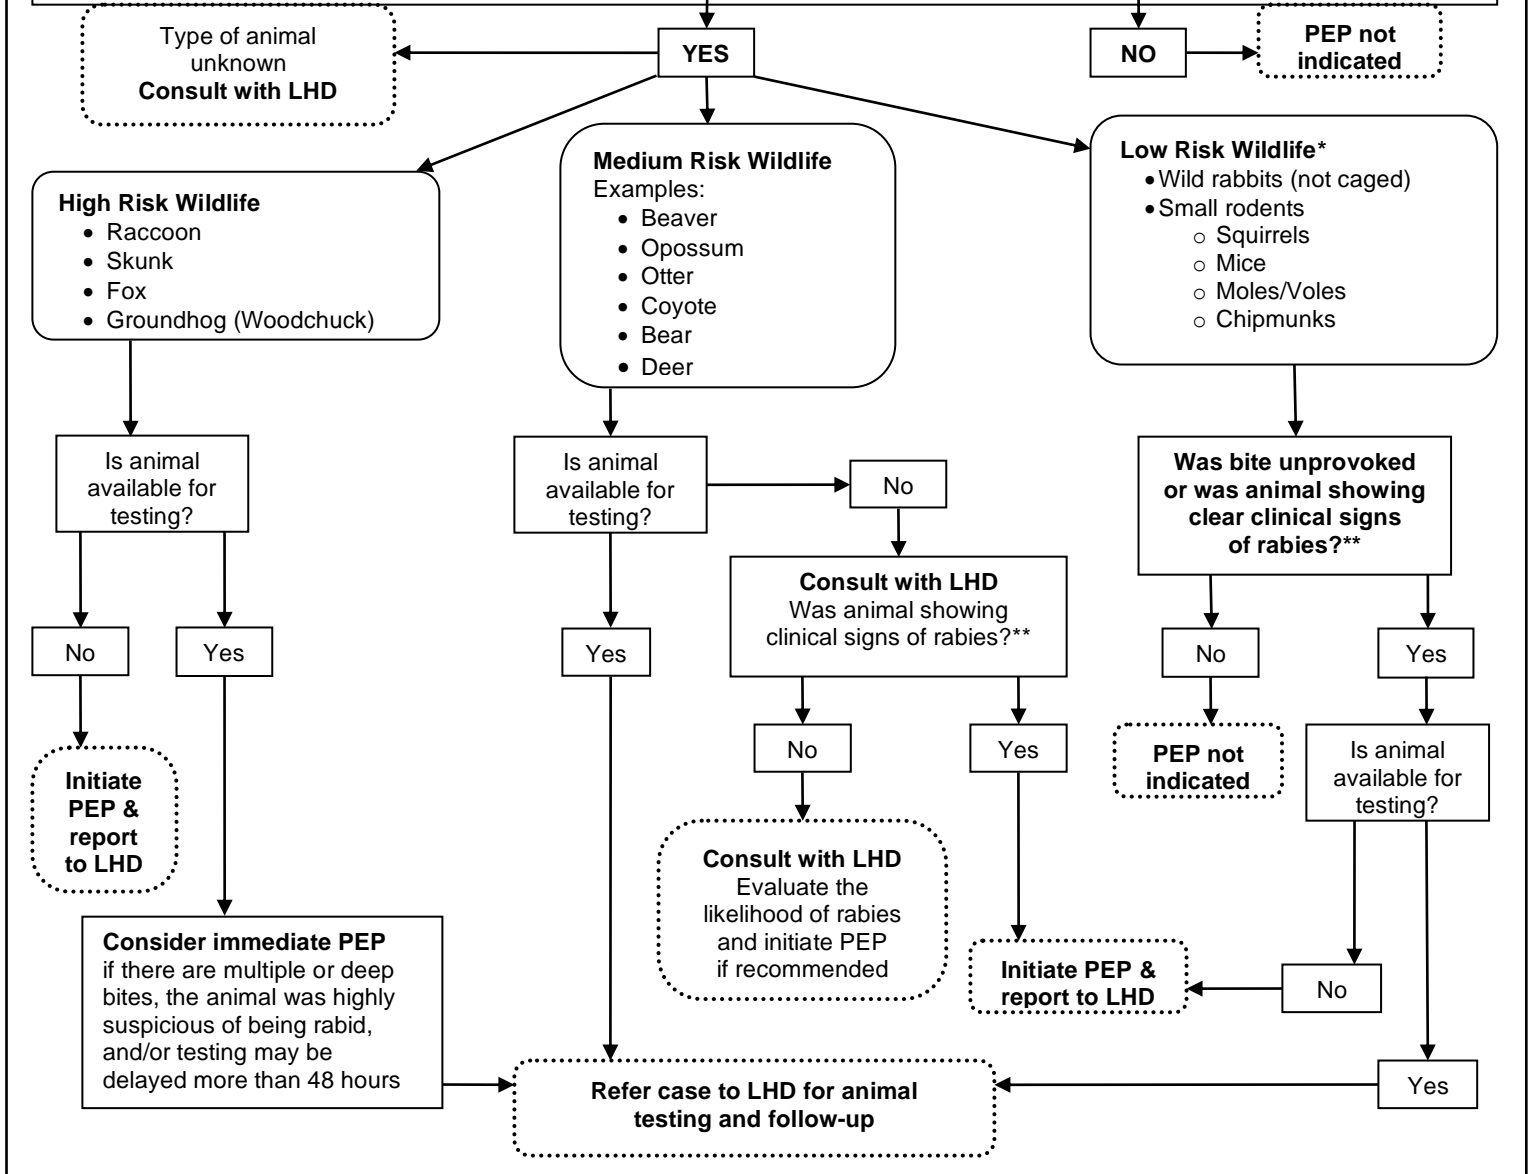 Type of animal
unknown
Consult with LHD
YES
NO
PEP not
indicated
High Risk Wildlife
• Raccoon
• Skunk
• Fox
• Groundhog (Woodchuck)
Medium Risk Wildlife
Examples:
• Beaver
• Opossum
• Otter
• Coyote
• Bear
• Deer
Low Risk Wildlife*
• Wild rabbits (not caged)
• Small rodents
o Squirrels
o Mice
o Moles/Voles
o Chipmunks
Is animal
available for
testing?
No
Yes
Initiate
PEP &
report
to LHD
Consider immediate PEP
if there are multiple or deep
bites, the animal was highly
suspicious of being rabid,
and/or testing may be
delayed more than 48 hours
Is animal
available for
testing?
No
Yes
Consult with LHD
Was animal showing
clinical signs of rabies?**
No
Yes
Consult with LHD
Evaluate the
likelihood of rabies
and initiate PEP
if recommended
Initiate PEP &
report to LHD
Was bite unprovoked
or was animal showing
clear clinical signs
of rabies?**
No
Yes
PEP not
indicated
Is animal
available for
testing?
No
Yes
Refer case to LHD for animal
testing and follow-up